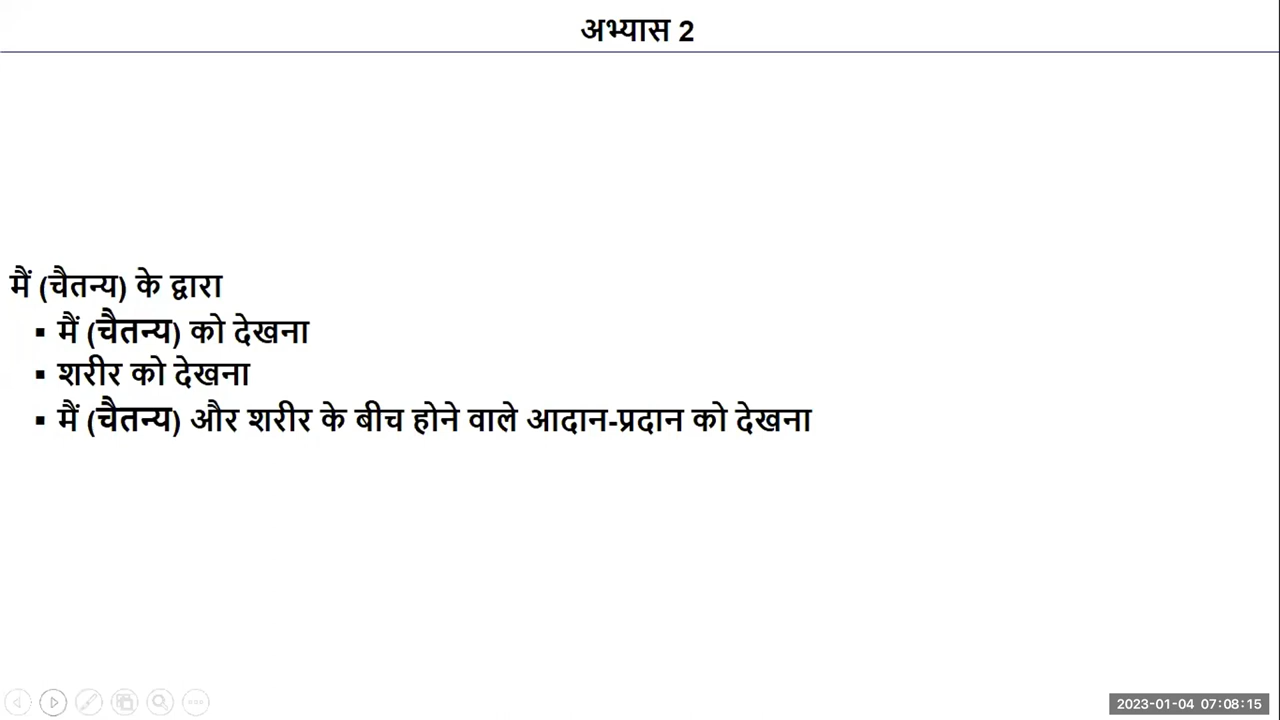 अभ्यास 2
मैं (चैतन्य) के द्वारा
▪ मैं (चैतन्य) को देखना
▪ शरीर को देखना
▪ मैं (चैतन्य) और शरीर के बीच होने वाले आदान-प्रदान को देखना
2023-01-04 07:08:15